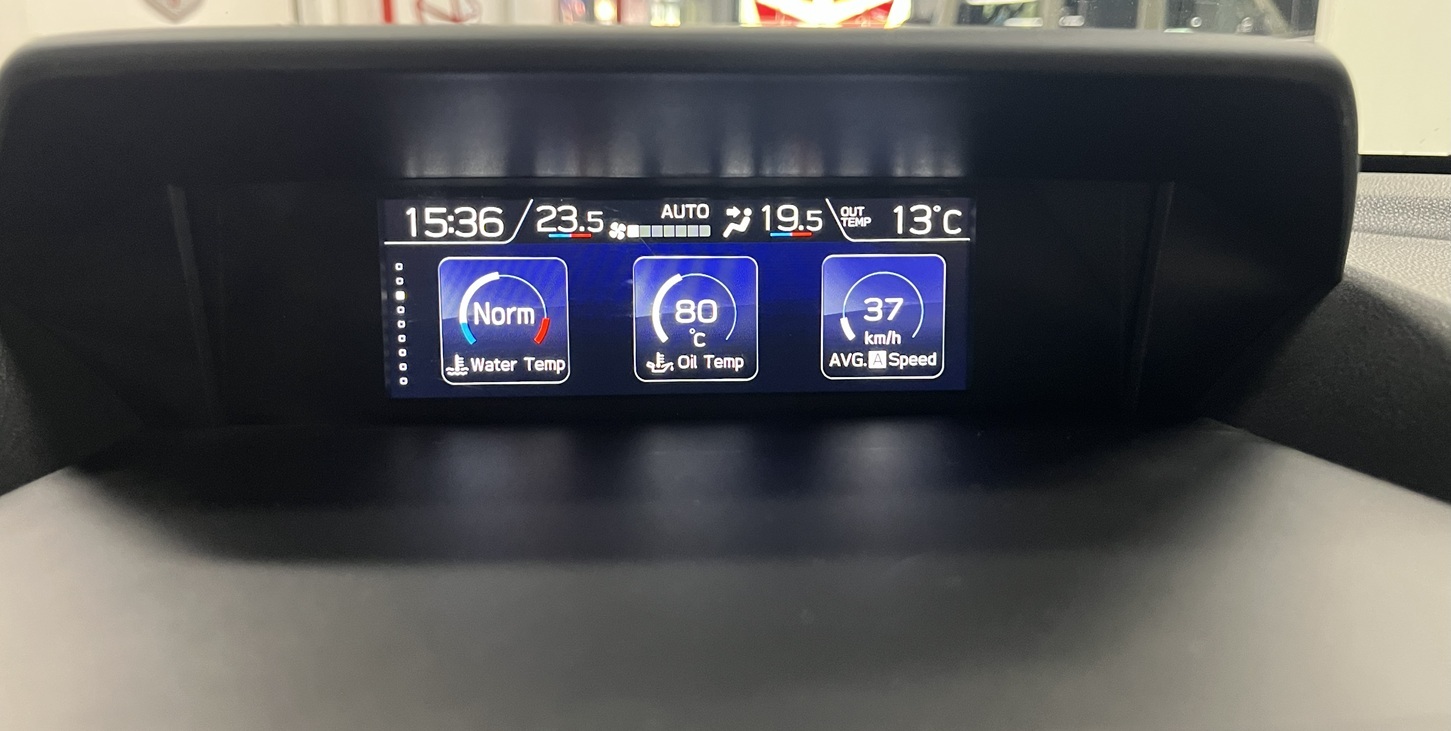 15:36 23.5 AUTO 19.5 OUT TEMP 13°C
Norm
Water Temp
80
°C
Oil Temp
37
km/h
AVG. A Speed